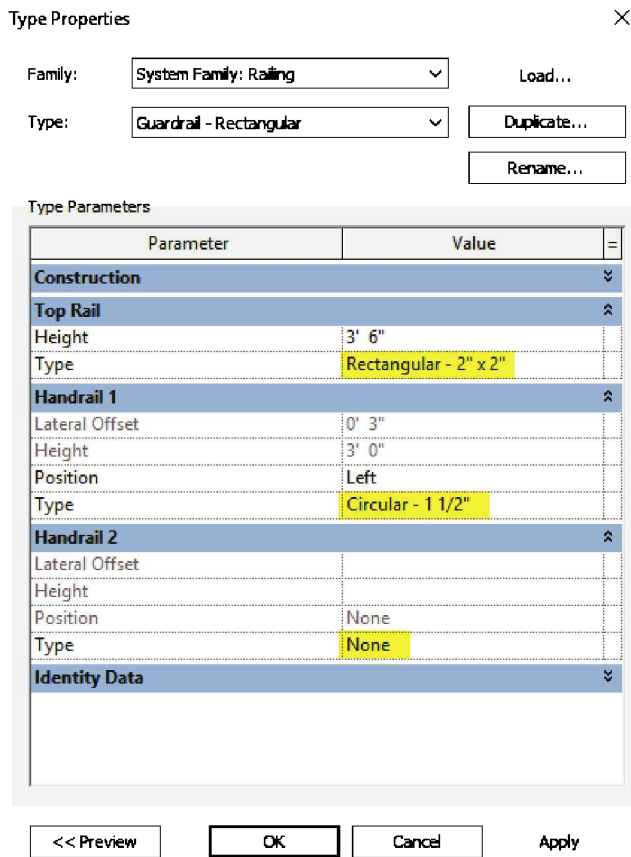 Type Properties
Family: System Family: Railing Load...
Type: Guardrail - Rectangular Duplicate...
Rename...
Type Parameters
Parameter Value =
Construction
Top Rail
Height 3' 6"
Type Rectangular - 2" x 2"
Handrail 1
Lateral Offset 0' 3"
Height 3' 0"
Position Left
Type Circular - 1 1/2"
Handrail 2
Lateral Offset
Height
Position None
Type None
Identity Data
<< Preview OK Cancel Apply